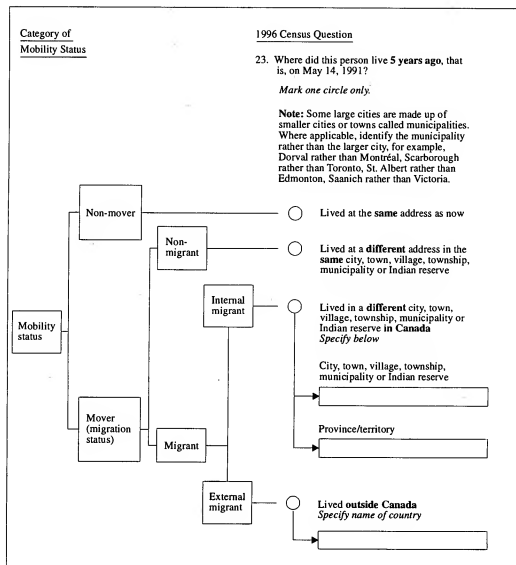 Category of
Mobility Status
1996 Census Question
23. Where did this person live 5 years ago, that
is, on May 14, 1991?
Mark one circle only.
Note: Some large cities are made up of
smaller cities or towns called municipalities.
Where applicable, identify the municipality
rather than the larger city, for example,
Dorval rather than Montréal, Scarborough
rather than Toronto, St. Albert rather than
Edmonton, Saanich rather than Victoria.
Non-mover
Lived at the same address as now
Non-
migrant
Lived at a different address in the
same city, town, village, township,
municipality or Indian reserve
Internal
migrant
Lived in a different city, town,
village, township, municipality or
Indian reserve in Canada
Specify below
Mobility
status
City, town, village, township,
municipality or Indian reserve
Mover
(migration
status)
Migrant
Province/territory
External
migrant
Lived outside Canada
Specify name of country